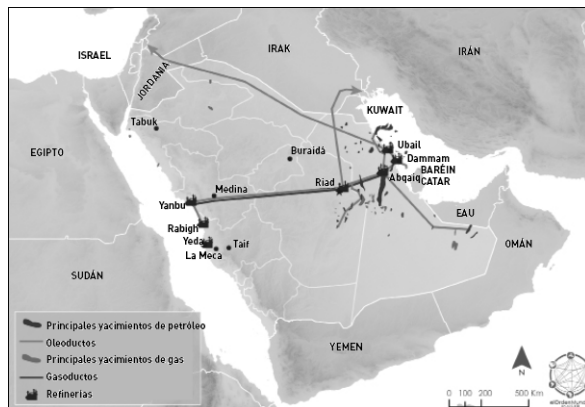 ISRAEL
IRAK
IRÁN
JORDANIA
KUWAIT
Tabuk
Ubail
Buraidá
Dammam
EGIPTO
BARÉIN
Abqaiq
CATAR
Riad
Medina
Yanbu
EAU
Rabigh
OMÁN
Yeda
Taif
La Meca
SUDÁN
Principales yacimientos de petróleo
Oleoductos
YEMEN
Principales yacimientos de gas
Gasoductos
N
Refinerías
0 100 200
500 Km